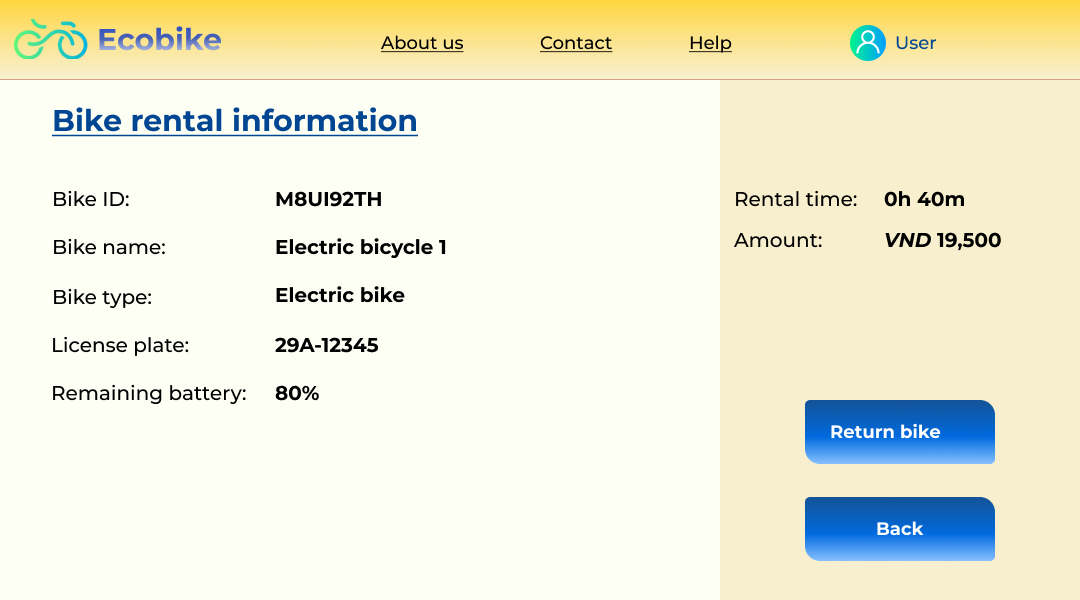 Ecobike
About us
Contact
Help
User
Bike rental information
Bike ID: M8UI92TH
Bike name: Electric bicycle 1
Bike type: Electric bike
License plate: 29A-12345
Remaining battery: 80%
Rental time: 0h 40m
Amount: VND 19,500
Return bike
Back